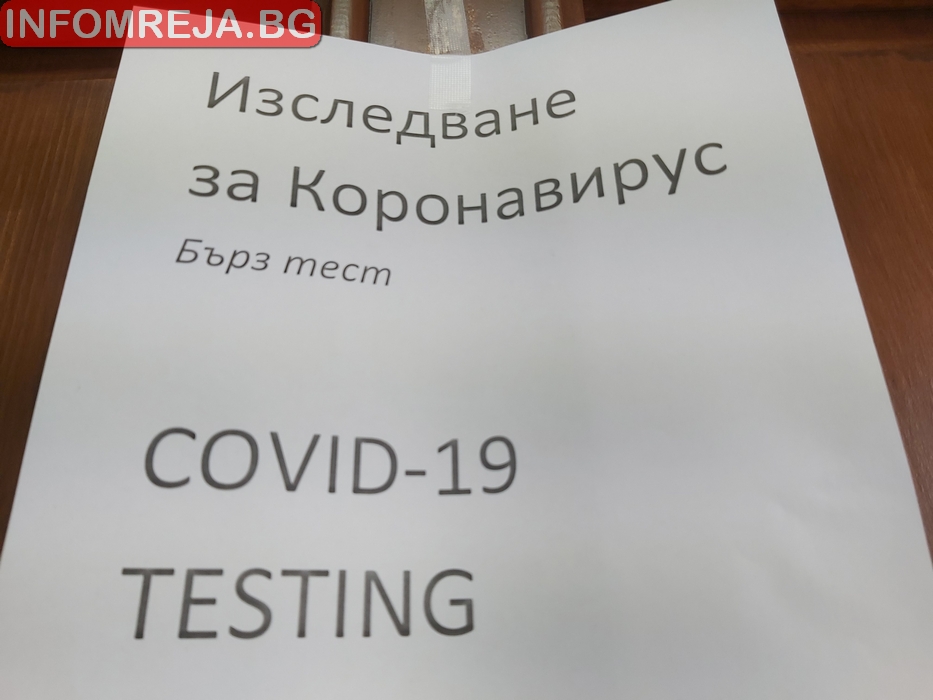 INFOMREJA.BG
Изследване
за Коронавирус
Бърз тест
COVID-19
TESTING